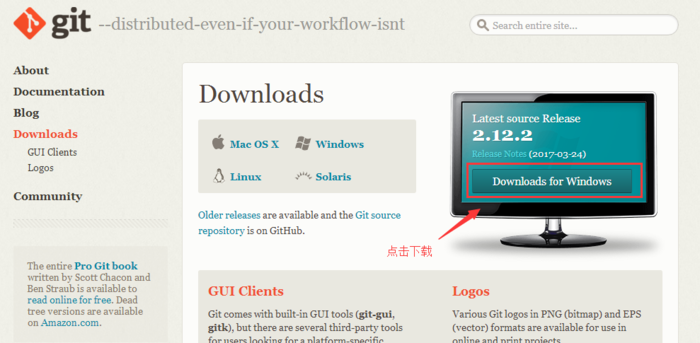 git --distributed-even-if-your-workflow-isnt
Search entire site...
About
Documentation
Blog
Downloads
GUI Clients
Logos
Community
The entire Pro Git book
written by Scott Chacon and
Ben Straub is available to
read online for free. Dead
tree versions are available
on Amazon.com.
Downloads
Mac OS X
Windows
Linux
Solaris
Older releases are available and the Git source
repository is on GitHub.
Latest source Release
2.12.2
Release Notes (2017-03-24)
Downloads for Windows
点击下载
GUI Clients
Git comes with built-in GUI tools (git-gui,
gitk), but there are several third-party tools
for users looking for a platform-specific
Logos
Various Git logos in PNG (bitmap) and EPS
(vector) formats are available for use in
online and print projects.